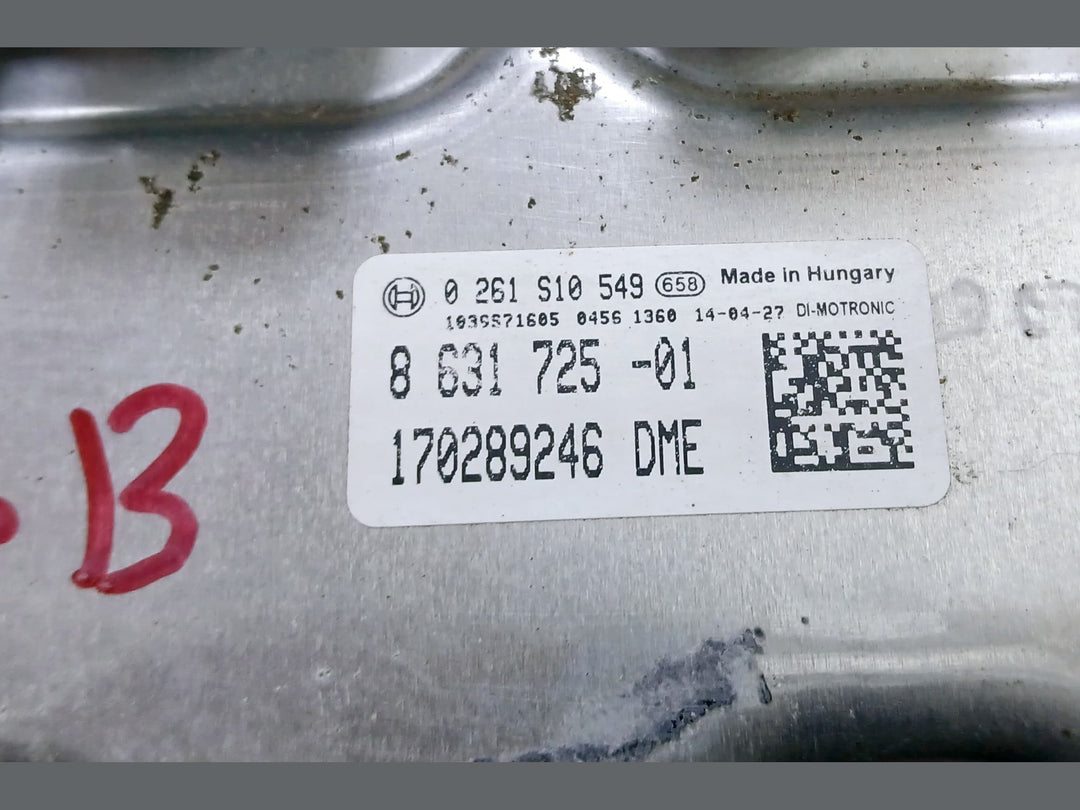 0 261 S10 549 658 Made in Hungary
1039S71605 0456 1360 14-04-27 DI-MOTRONIC
8 631 725 -01
170289246 DME
B